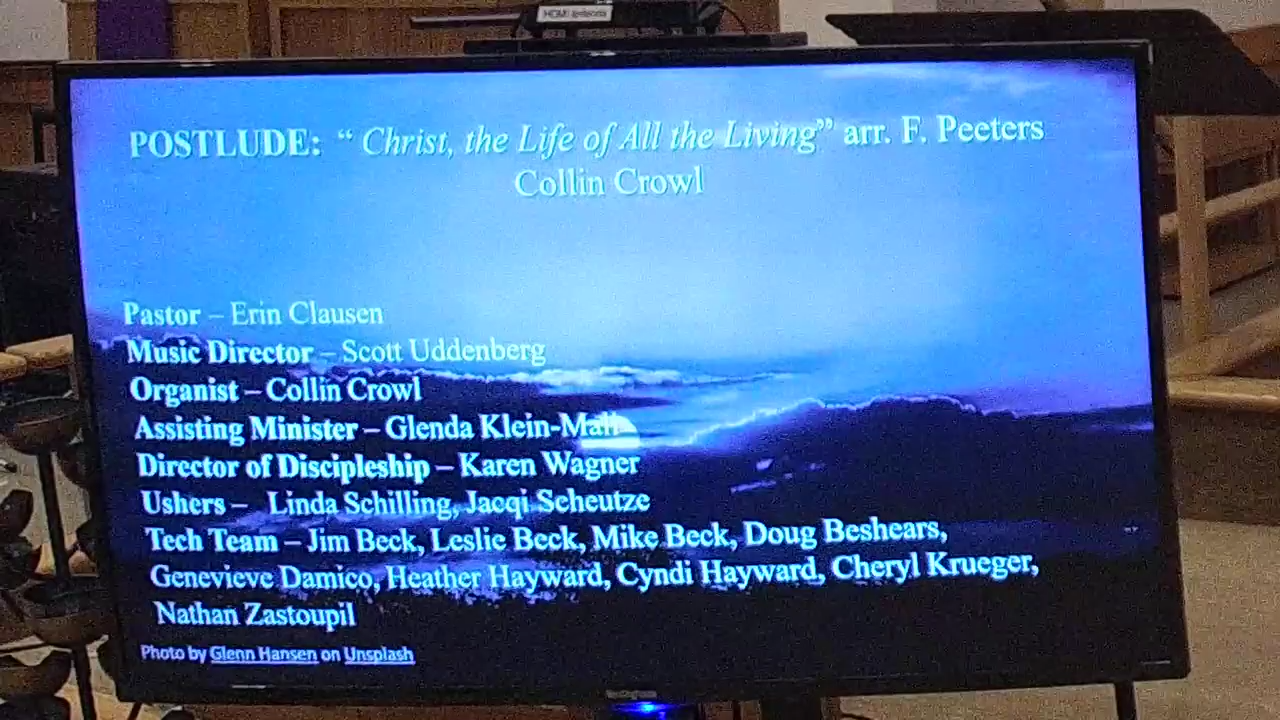 POSTLUDE: “ Christ, the Life of All the Living” arr. F. Peeters
Collin Crowl
Pastor – Erin Clausen
Music Director – Scott Uddenberg
Organist – Collin Crowl
Assisting Minister – Glenda Klein-Mall
Director of Discipleship – Karen Wagner
Ushers – Linda Schilling, Jacqi Scheutze
Tech Team – Jim Beck, Leslie Beck, Mike Beck, Doug Beshears,
Genevieve Damico, Heather Hayward, Cyndi Hayward, Cheryl Krueger,
Nathan Zastoupil
Photo by Glenn Hansen on Unsplash